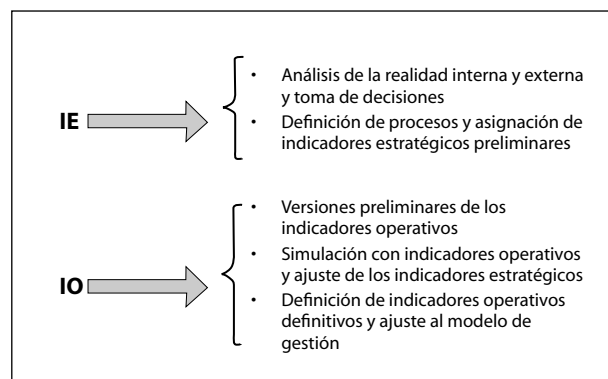 IE
• Análisis de la realidad interna y externa
y toma de decisiones
• Definición de procesos y asignación de
indicadores estratégicos preliminares
IO
• Versiones preliminares de los
indicadores operativos
• Simulación con indicadores operativos
y ajuste de los indicadores estratégicos
• Definición de indicadores operativos
definitivos y ajuste al modelo de
gestión